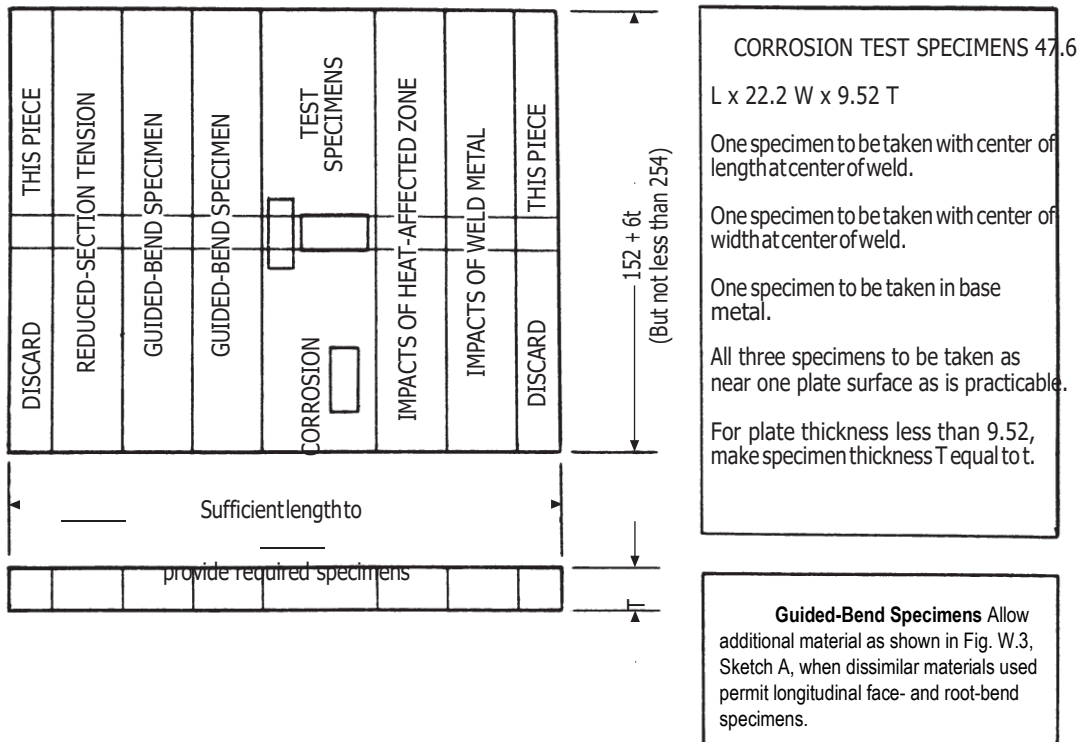 DISCARD THIS PIECE
REDUCED-SECTION TENSION
GUIDED-BEND SPECIMEN
GUIDED-BEND SPECIMEN
CORROSION TEST
SPECIMENS
IMPACTS OF HEAT-AFFECTED ZONE
IMPACTS OF WELD METAL
DISCARD THIS PIECE
152 + 6t
(But not less than 254)
Sufficient length to
provide required specimens
T
CORROSION TEST SPECIMENS 47.6
L x 22.2 W x 9.52 T
One specimen to be taken with center of
length at center of weld.
One specimen to be taken with center of
width at center of weld.
One specimen to be taken in base
metal.
All three specimens to be taken as
near one plate surface as is practicable.
For plate thickness less than 9.52,
make specimen thickness T equal to t.
Guided-Bend Specimens Allow
additional material as shown in Fig. W.3,
Sketch A, when dissimilar materials used
permit longitudinal face- and root-bend
specimens.